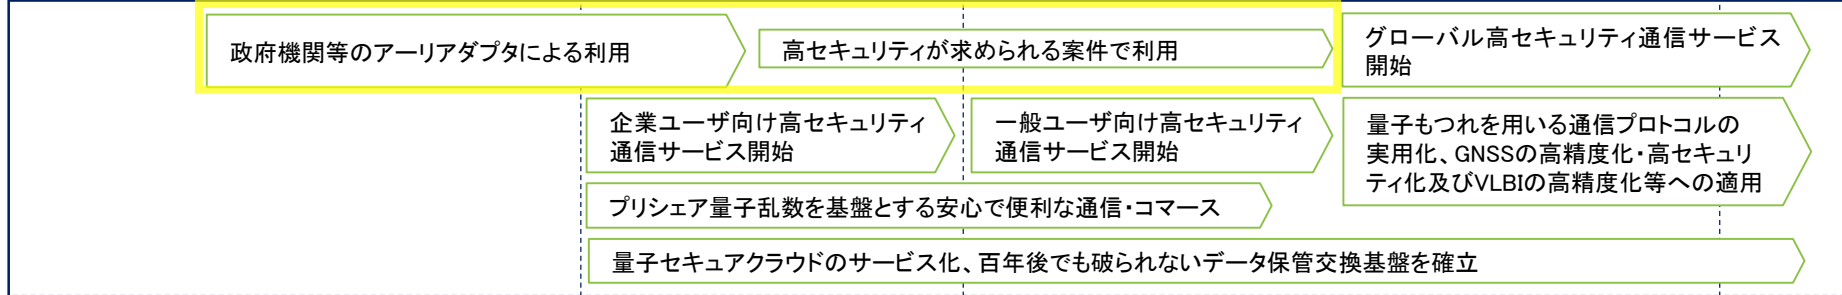 政府機関等のアーリアダプタによる利用
高セキュリティが求められる案件で利用
グローバル高セキュリティ通信サービス
開始
企業ユーザ向け高セキュリティ
通信サービス開始
一般ユーザ向け高セキュリティ
通信サービス開始
量子もつれを用いる通信プロトコルの
実用化、GNSSの高精度化・高セキュリ
ティ化及びVLBIの高精度化等への適用
プリシェア量子乱数を基盤とする安心で便利な通信・コマース
量子セキュアクラウドのサービス化、百年後でも破られないデータ保管交換基盤を確立